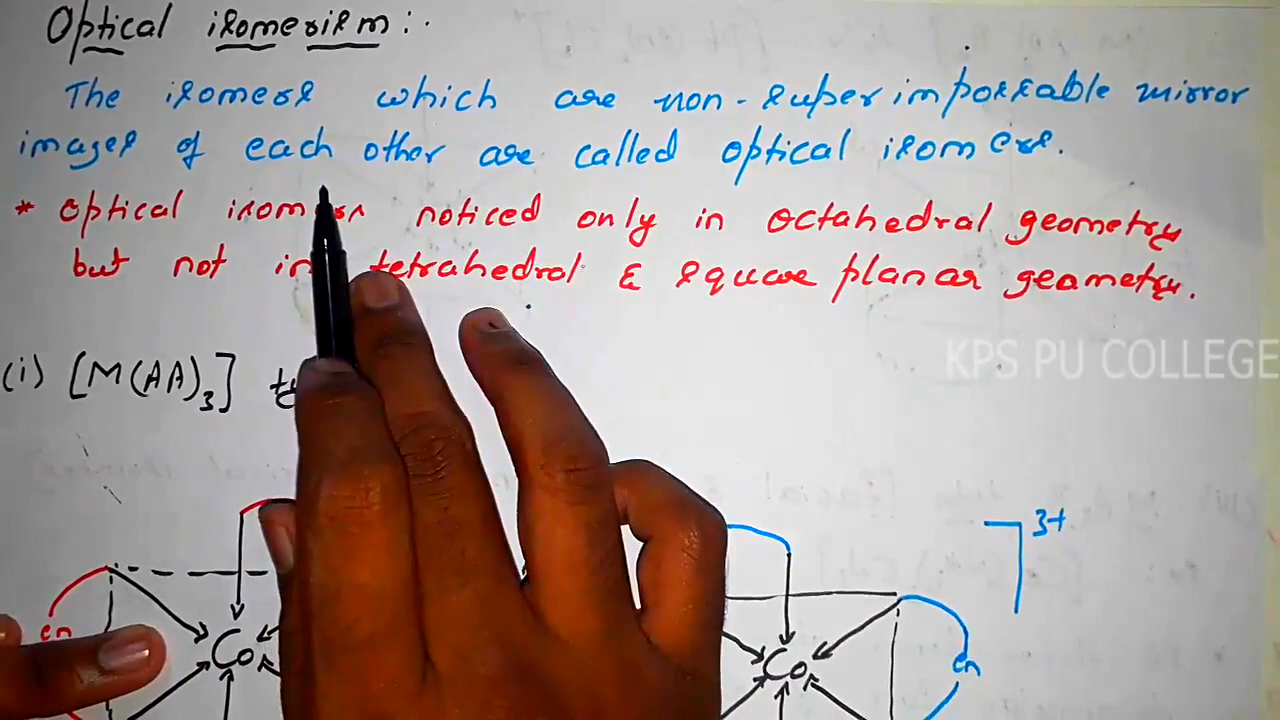 Optical isomerism:-
The isomers which are non-superimposable mirror
images of each other are called optical isomers.
* Optical isomers noticed only in octahedral geometry
but not in tetrahedral & square planar geometry.
KPS PU COLLEGE
(i) [M(AA)3]
3+
en
Co
Co
en